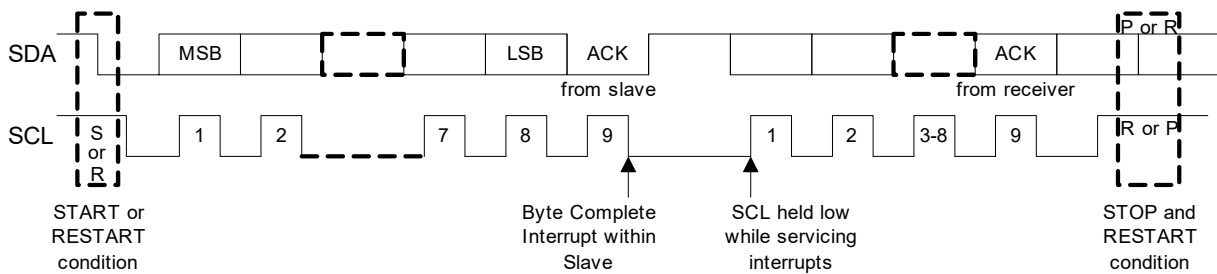 P or R
SDA MSB LSB ACK ACK
from slave from receiver
SCL S or R 1 2 7 8 9 1 2 3-8 9 R or P
START or RESTART condition
Byte Complete Interrupt within Slave
SCL held low while servicing interrupts
STOP and RESTART condition